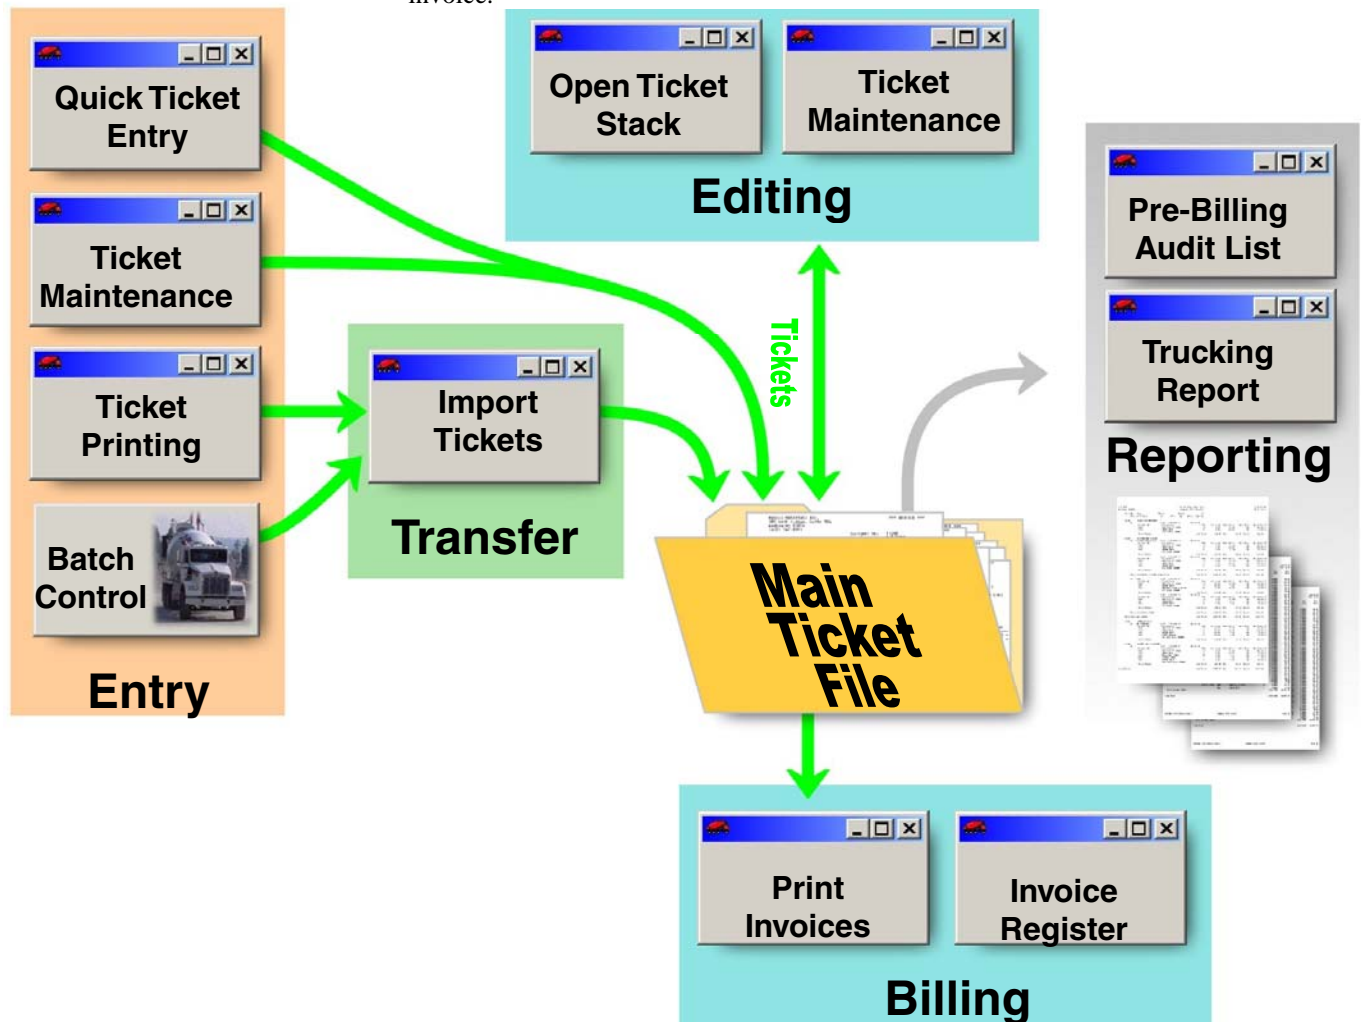 invoice.
Quick Ticket
Entry
Ticket
Maintenance
Ticket
Printing
Batch
Control
Entry
Import
Tickets
Transfer
Open Ticket
Stack
Ticket
Maintenance
Editing
Tickets
Main
Ticket
File
Pre-Billing
Audit List
Trucking
Report
Reporting
Print
Invoices
Invoice
Register
Billing